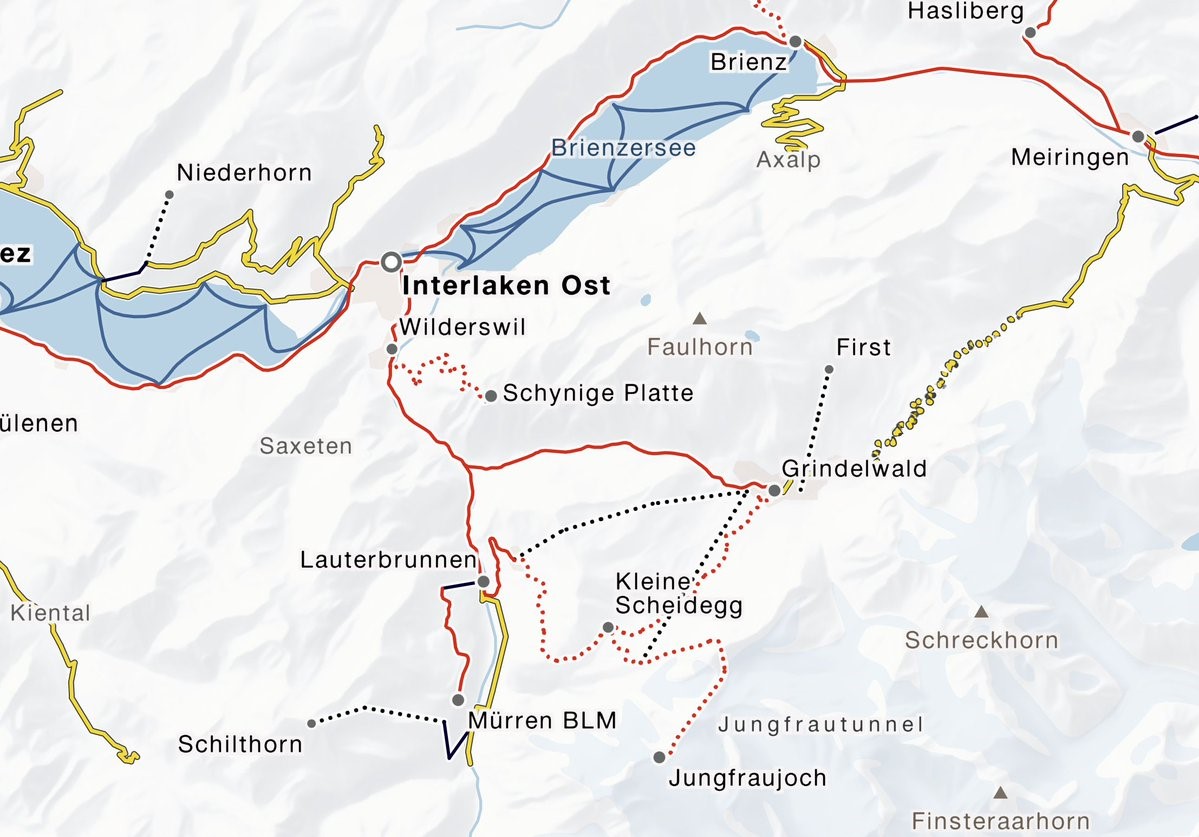 Hasliberg
Brienz
Brienzersee
Axalp
Meiringen
Niederhorn
ez
Interlaken Ost
Wilderswil
Faulhorn
First
Schynige Platte
ülenen
Saxeten
Grindelwald
Lauterbrunnen
Kleine
Scheidegg
Kiental
Schreckhorn
Mürren BLM
Jungfrautunnel
Schilthorn
Jungfraujoch
Finsteraarhorn